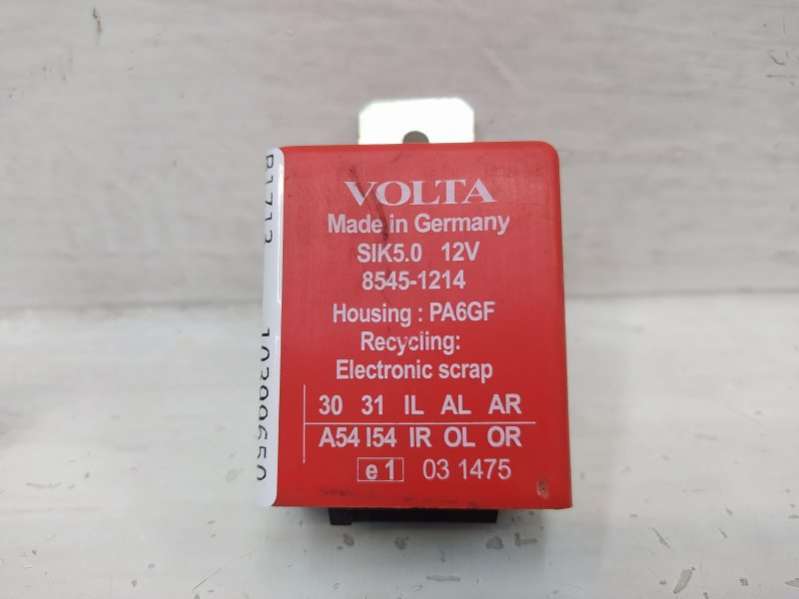 VOLTA
Made in Germany
SIK5.0 12V
8545-1214
Housing : PA6GF
Recycling:
Electronic scrap
30 31 IL AL AR
A54 I54 IR OL OR
e1 03 1475